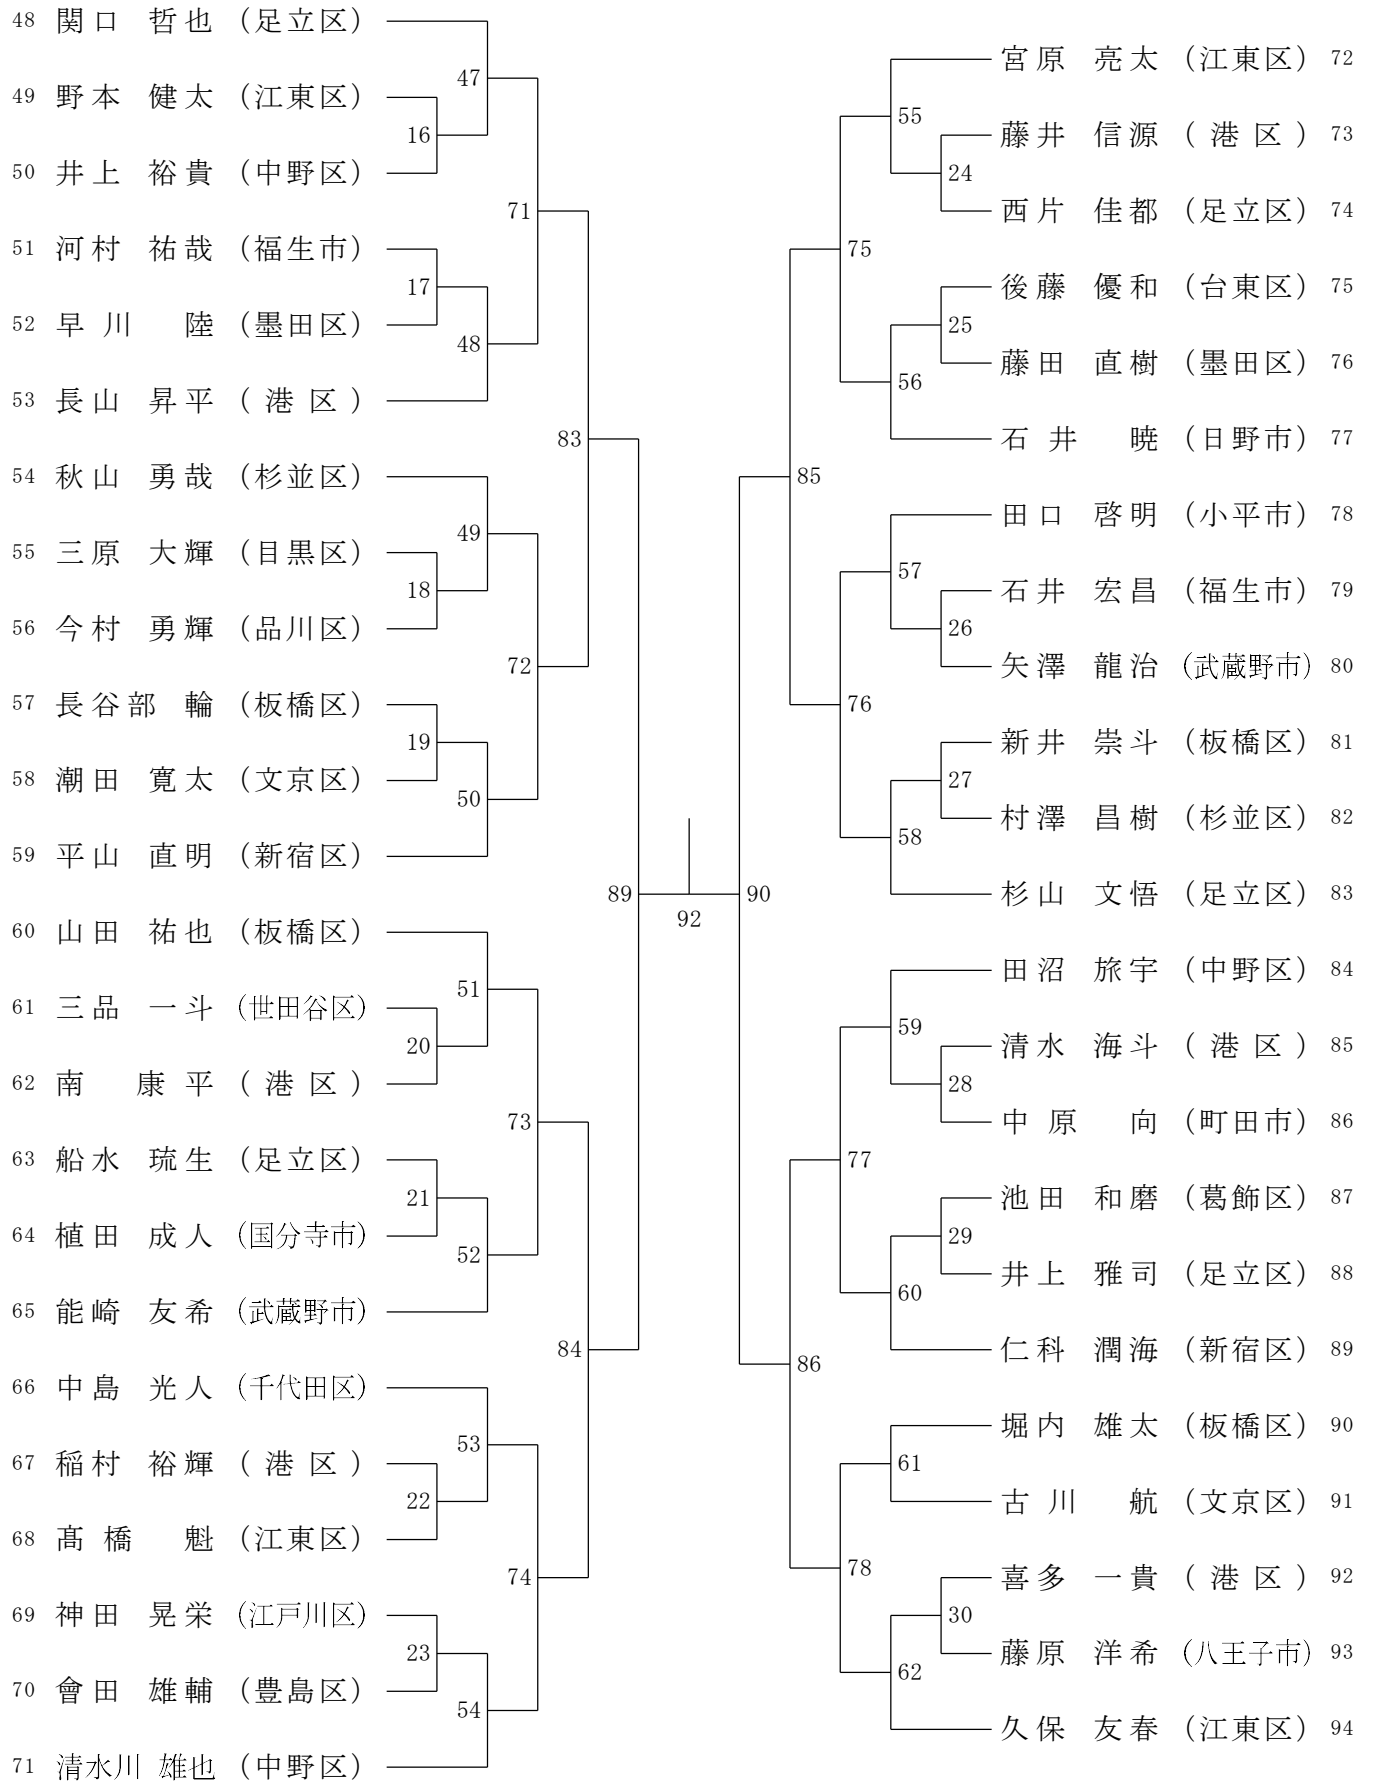 48 関口 哲也 (足立区)
47
49 野本 健太 (江東区)
16
50 井上 裕貴 (中野区)
71
51 河村 祐哉 (福生市)
17
52 早川 陸 (墨田区)
48
53 長山 昇平 (港区)
83
54 秋山 勇哉 (杉並区)
49
55 三原 大輝 (目黒区)
18
56 今村 勇輝 (品川区)
72
57 長谷部 輪 (板橋区)
19
58 潮田 寛太 (文京区)
50
59 平山 直明 (新宿区)
89
92
60 山田 祐也 (板橋区)
51
61 三品 一斗 (世田谷区)
20
62 南 康平 (港区)
73
63 船水 琉生 (足立区)
21
64 植田 成人 (国分寺市)
52
65 能崎 友希 (武蔵野市)
84
66 中島 光人 (千代田区)
53
67 稲村 裕輝 (港区)
22
68 髙橋 魁 (江東区)
74
69 神田 晃栄 (江戸川区)
23
70 會田 雄輔 (豊島区)
54
71 清水川 雄也 (中野区)
宮原 亮太 (江東区) 72
55
藤井 信源 (港区) 73
24
西片 佳都 (足立区) 74
75
後藤 優和 (台東区) 75
25
藤田 直樹 (墨田区) 76
56
石井 暁 (日野市) 77
85
田口 啓明 (小平市) 78
57
石井 宏昌 (福生市) 79
26
矢澤 龍治 (武蔵野市) 80
76
新井 崇斗 (板橋区) 81
27
村澤 昌樹 (杉並区) 82
58
杉山 文悟 (足立区) 83
90
田沼 旅宇 (中野区) 84
59
清水 海斗 (港区) 85
28
中原 向 (町田市) 86
77
池田 和磨 (葛飾区) 87
29
井上 雅司 (足立区) 88
60
仁科 潤海 (新宿区) 89
86
堀内 雄太 (板橋区) 90
61
古川 航 (文京区) 91
78
喜多 一貴 (港区) 92
30
藤原 洋希 (八王子市) 93
62
久保 友春 (江東区) 94